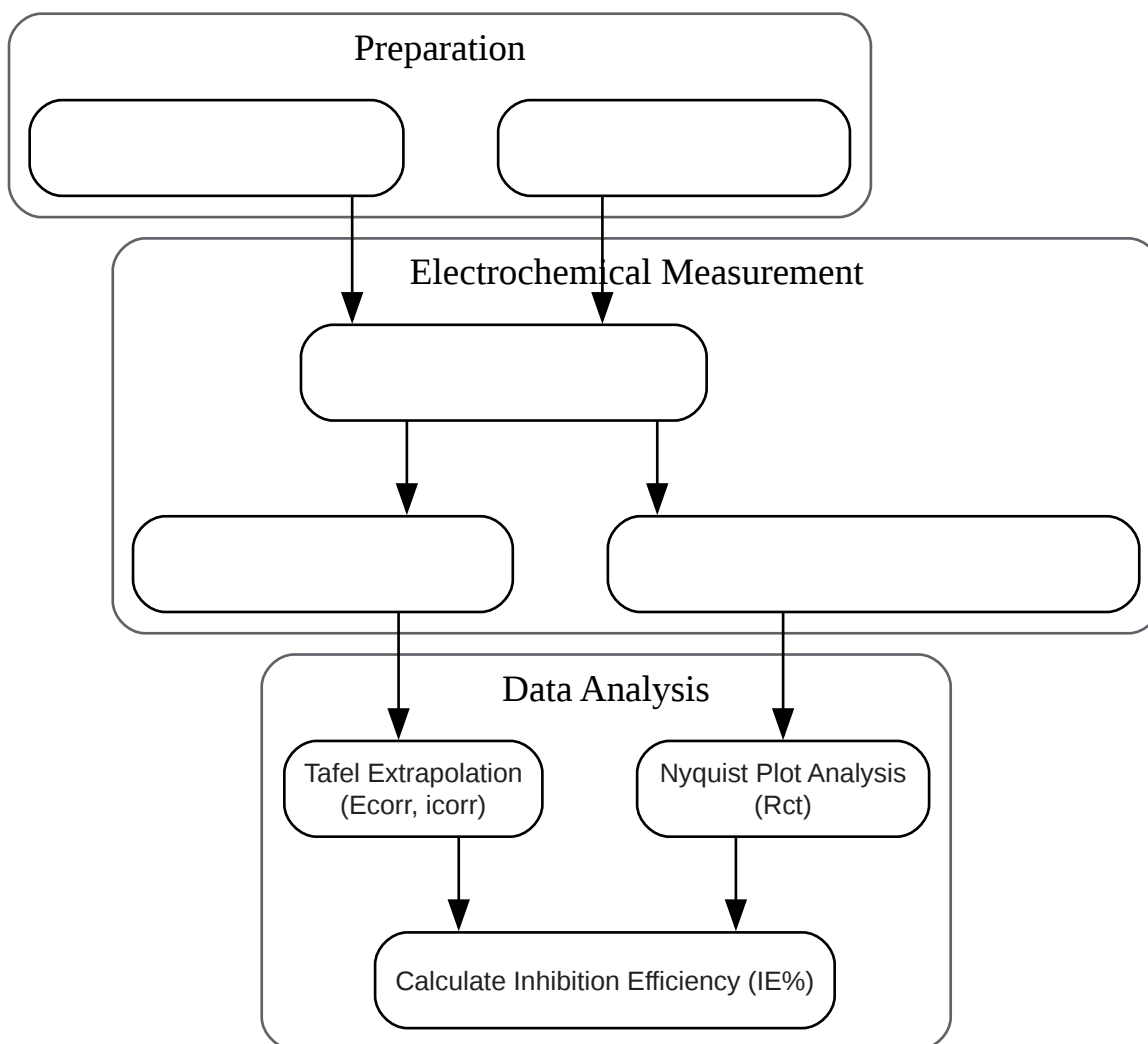 Preparation
Electrochemical Measurement
Data Analysis
Tafel Extrapolation
(Ecorr, icorr)
Nyquist Plot Analysis
(Rct)
Calculate Inhibition Efficiency (IE%)